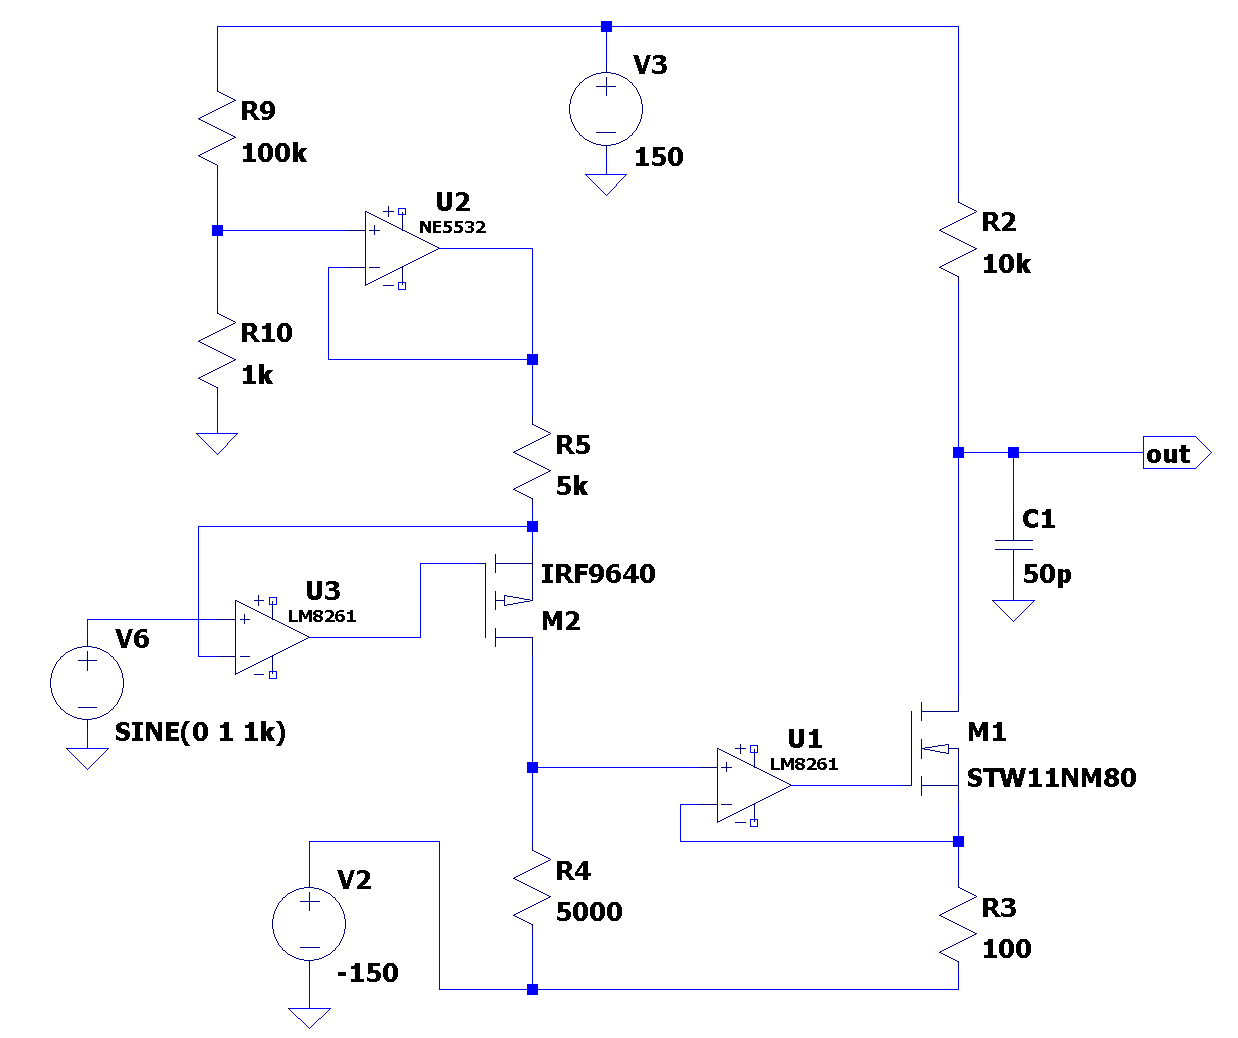 V3
150
R9
100k
U2
NE5532
R2
10k
R10
1k
R5
5k
out
C1
50p
IRF9640
M2
U3
LM8261
V6
SINE(0 1 1k)
U1
LM8261
M1
STW11NM80
V2
-150
R4
5000
R3
100